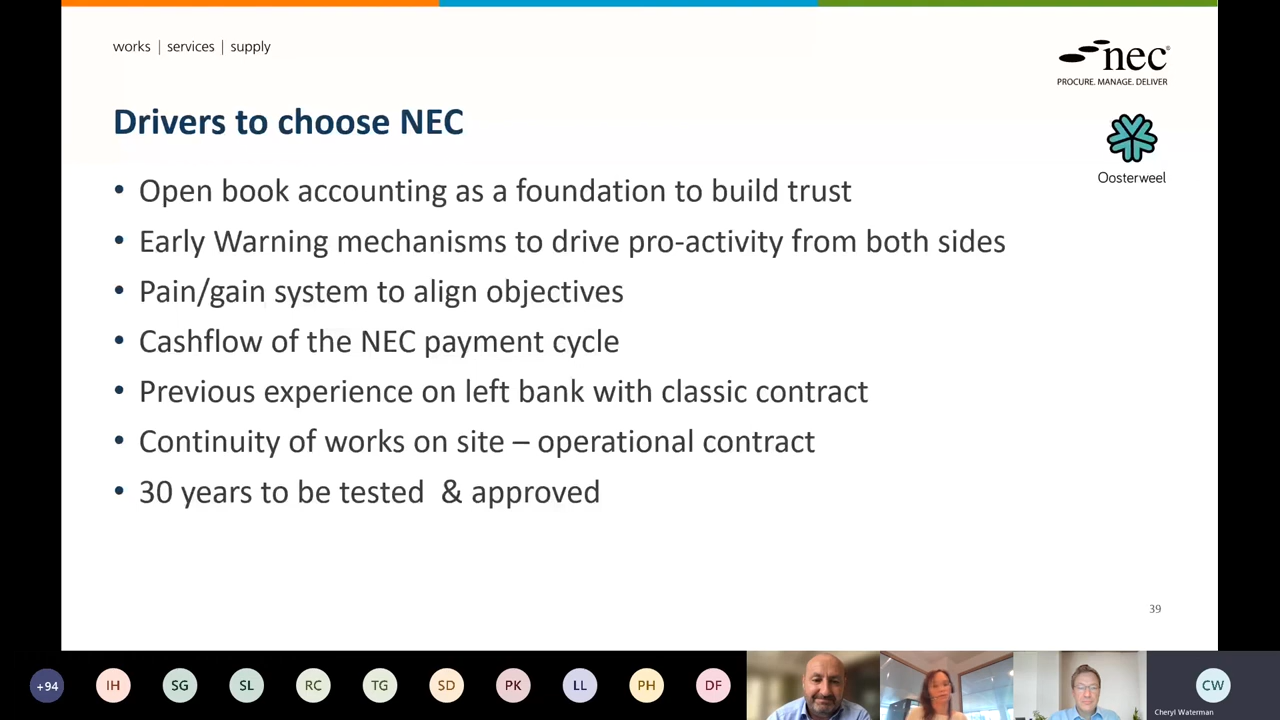 works | services | supply
nec®
PROCURE. MANAGE. DELIVER
Drivers to choose NEC
Oosterweel
• Open book accounting as a foundation to build trust
• Early Warning mechanisms to drive pro-activity from both sides
• Pain/gain system to align objectives
• Cashflow of the NEC payment cycle
• Previous experience on left bank with classic contract
• Continuity of works on site – operational contract
• 30 years to be tested  & approved
39
+94 IH SG SL RC TG SD PK LL PH DF CW
Cheryl Waterman